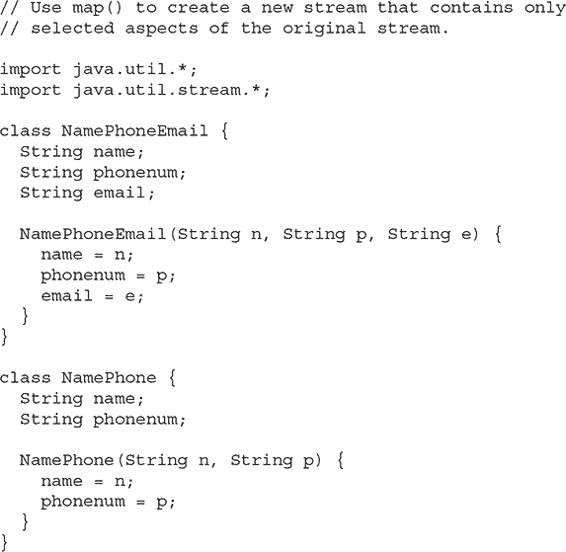 // Use map() to create a new stream that contains only
// selected aspects of the original stream.

import java.util.*;
import java.util.stream.*;

class NamePhoneEmail {
  String name;
  String phonenum;
  String email;

  NamePhoneEmail(String n, String p, String e) {
    name = n;
    phonenum = p;
    email = e;
  }
}

class NamePhone {
  String name;
  String phonenum;

  NamePhone(String n, String p) {
    name = n;
    phonenum = p;
  }
}